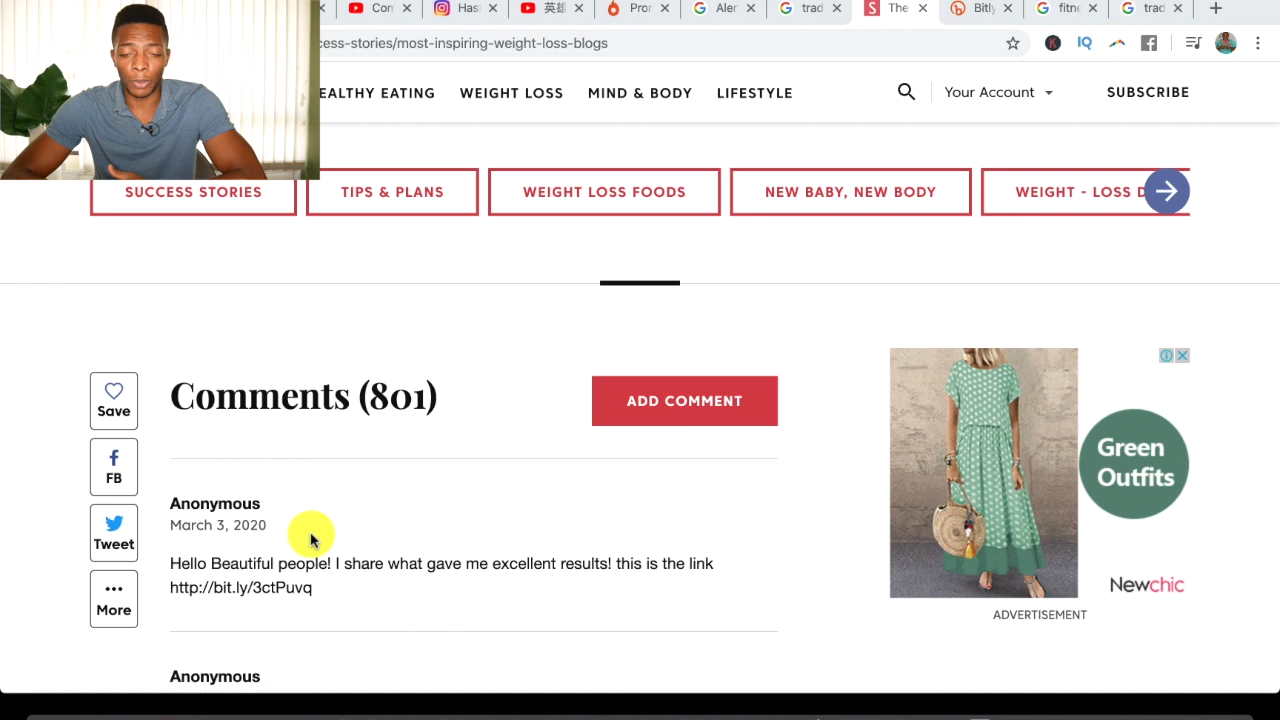 Con
Has
英雄
Pror
Aler
trad
The
Bitly
fitne
trad
cess-stories/most-inspiring-weight-loss-blogs
IQ
EALTHY EATING WEIGHT LOSS MIND & BODY LIFESTYLE Your Account SUBSCRIBE
SUCCESS STORIES TIPS & PLANS WEIGHT LOSS FOODS NEW BABY, NEW BODY WEIGHT - LOSS D
Save
FB
Tweet
More
Comments (801)
ADD COMMENT
Anonymous
March 3, 2020
Hello Beautiful people! I share what gave me excellent results! this is the link
http://bit.ly/3ctPuvq
Anonymous
Green
Outfits
Newchic
ADVERTISEMENT